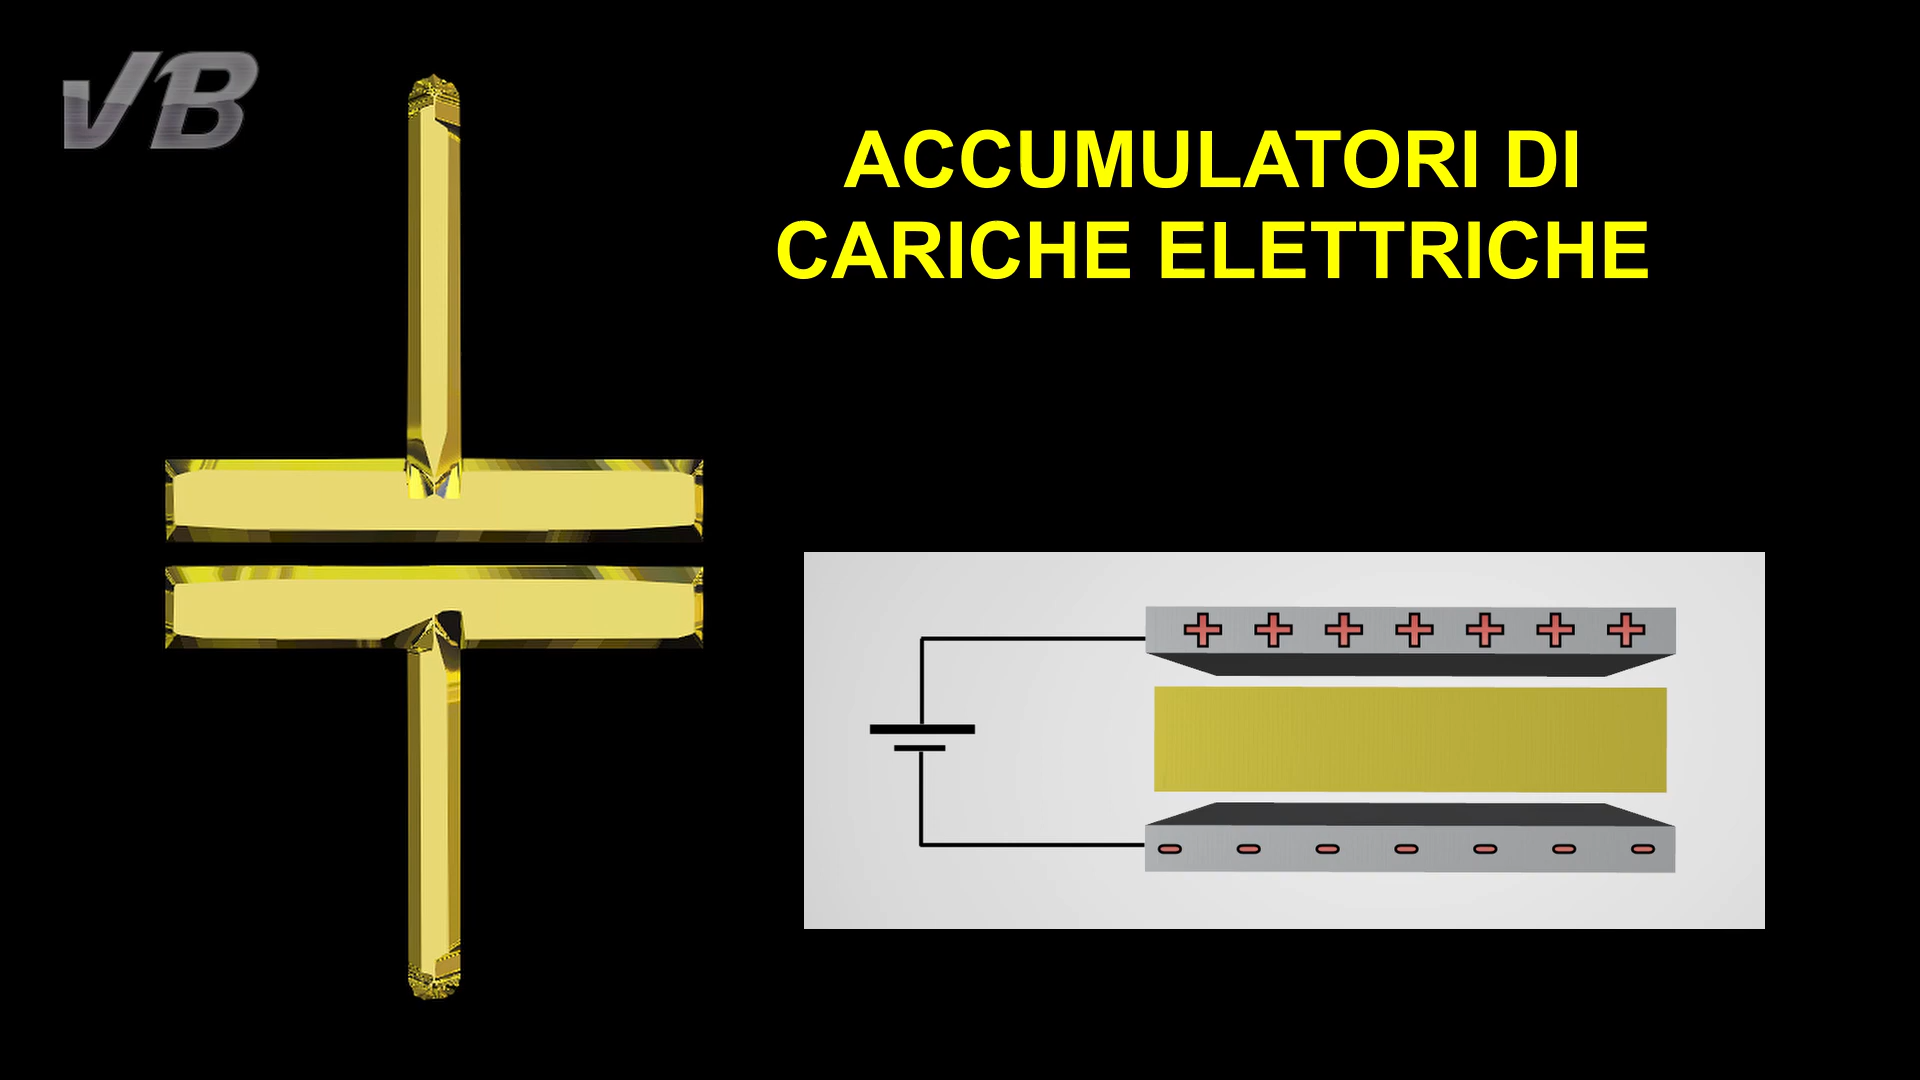 VB
ACCUMULATORI DI
CARICHE ELETTRICHE
+ + + + + + +
- - - - - - -